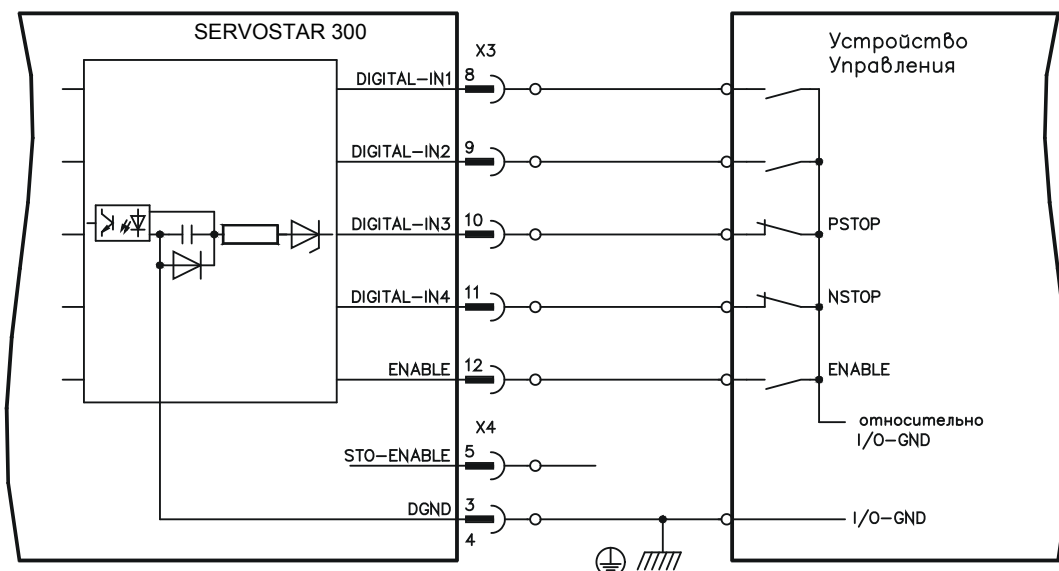 SERVOSTAR 300
X3
Устройство
Управления
DIGITAL-IN1 8
DIGITAL-IN2 9
DIGITAL-IN3 10 PSTOP
DIGITAL-IN4 11 NSTOP
ENABLE 12 ENABLE
относительно
I/O-GND
X4
STO-ENABLE 5
DGND 3 I/O-GND
4